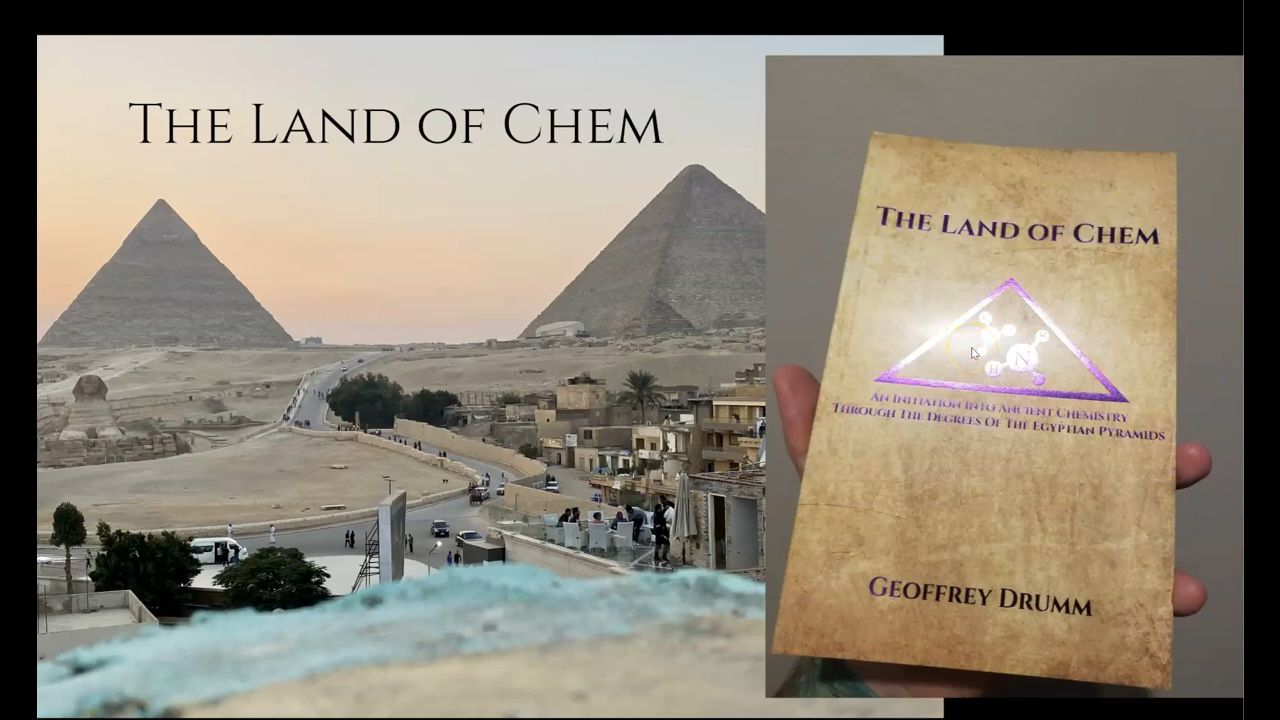 THE LAND OF CHEM
THE LAND OF CHEM
N
H
AN INITIATION INTO ANCIENT CHEMISTRY
THROUGH THE DEGREES OF THE EGYPTIAN PYRAMIDS
GEOFFREY DRUMM